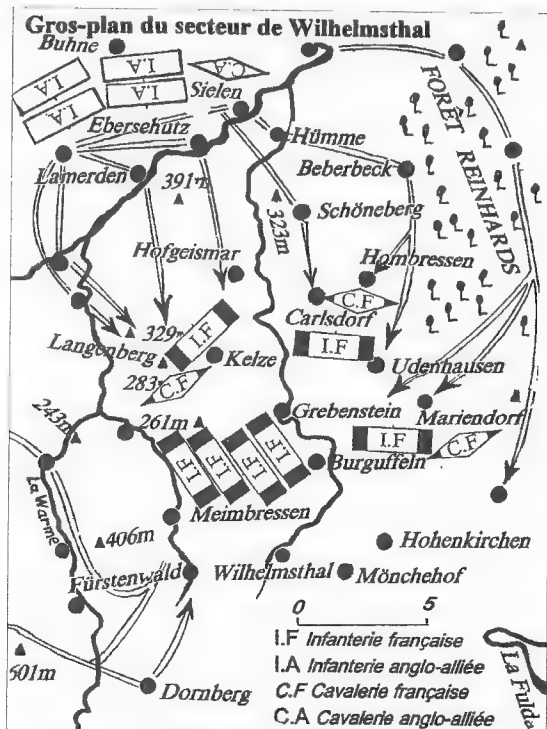 Gros-plan du secteur de Wilhelmsthal
Buhne
I.A
I.A
C.A
I.A
I.A
Sielen
Ebersehutz
Hümme
FORÊT REINHARDS
Lamerden
391m
Beberbeck
323m
Schöneberg
Hofgeismar
Hombressen
C.F
Carlsdorf
329m
I.F
Langenberg
I.F
Kelze
283m
C.F
Udenhausen
243m
261m
Grebenstein
Mariendorf
I.F
I.F
I.F
I.F
I.F
C.F
Burguffeln
La Warme
Meimbressen
406m
Hohenkirchen
Fürstenwald
Wilhelmsthal
Mönchehof
0 5
601m
Dornberg
I.F Infanterie française
I.A Infanterie anglo-alliée
C.F Cavalerie française
C.A Cavalerie anglo-alliée
La Fulda